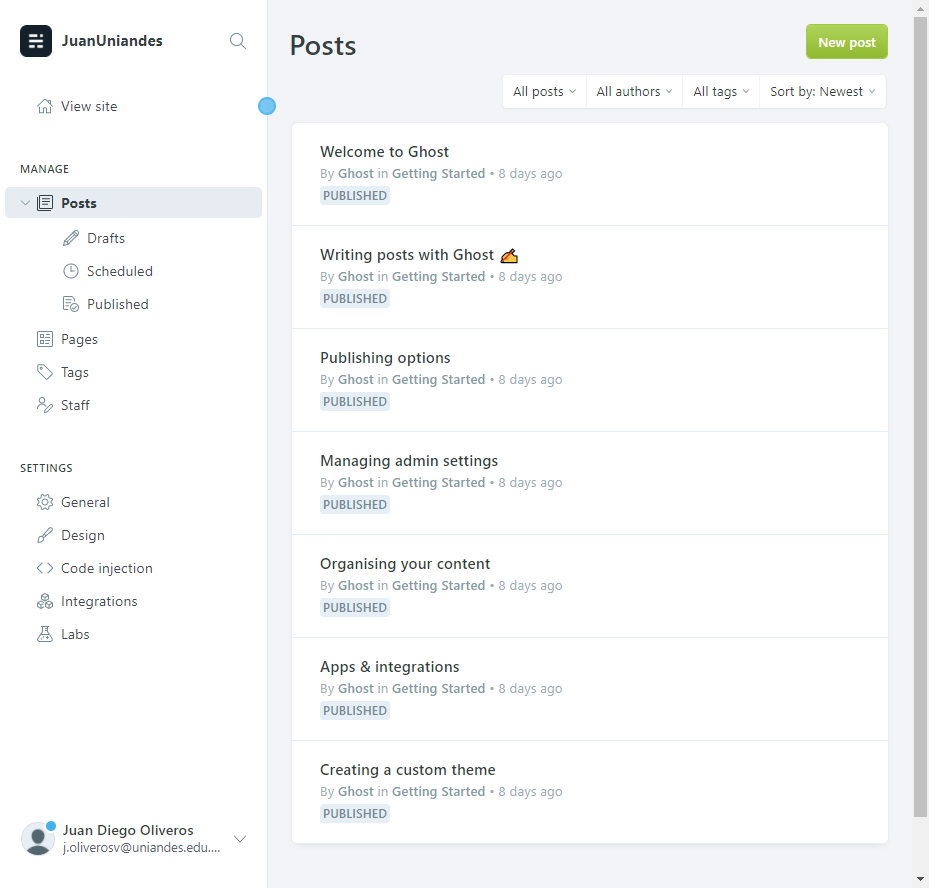 JuanUniandes
View site
MANAGE
Posts
Drafts
Scheduled
Published
Pages
Tags
Staff
SETTINGS
General
Design
Code injection
Integrations
Labs
Juan Diego Oliveros
j.oliverosv@uniandes.edu....
Posts
New post
All posts All authors All tags Sort by: Newest
Welcome to Ghost
By Ghost in Getting Started • 8 days ago
PUBLISHED
Writing posts with Ghost ✍️
By Ghost in Getting Started • 8 days ago
PUBLISHED
Publishing options
By Ghost in Getting Started • 8 days ago
PUBLISHED
Managing admin settings
By Ghost in Getting Started • 8 days ago
PUBLISHED
Organising your content
By Ghost in Getting Started • 8 days ago
PUBLISHED
Apps & integrations
By Ghost in Getting Started • 8 days ago
PUBLISHED
Creating a custom theme
By Ghost in Getting Started • 8 days ago
PUBLISHED